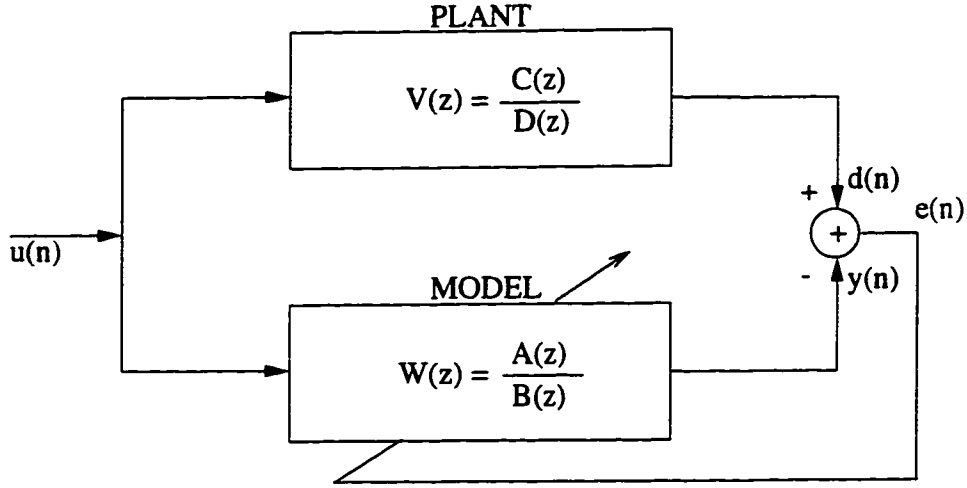 PLANT
V(z) = C(z) / D(z)
d(n)
+
e(n)
+
u(n)
-
y(n)
MODEL
W(z) = A(z) / B(z)